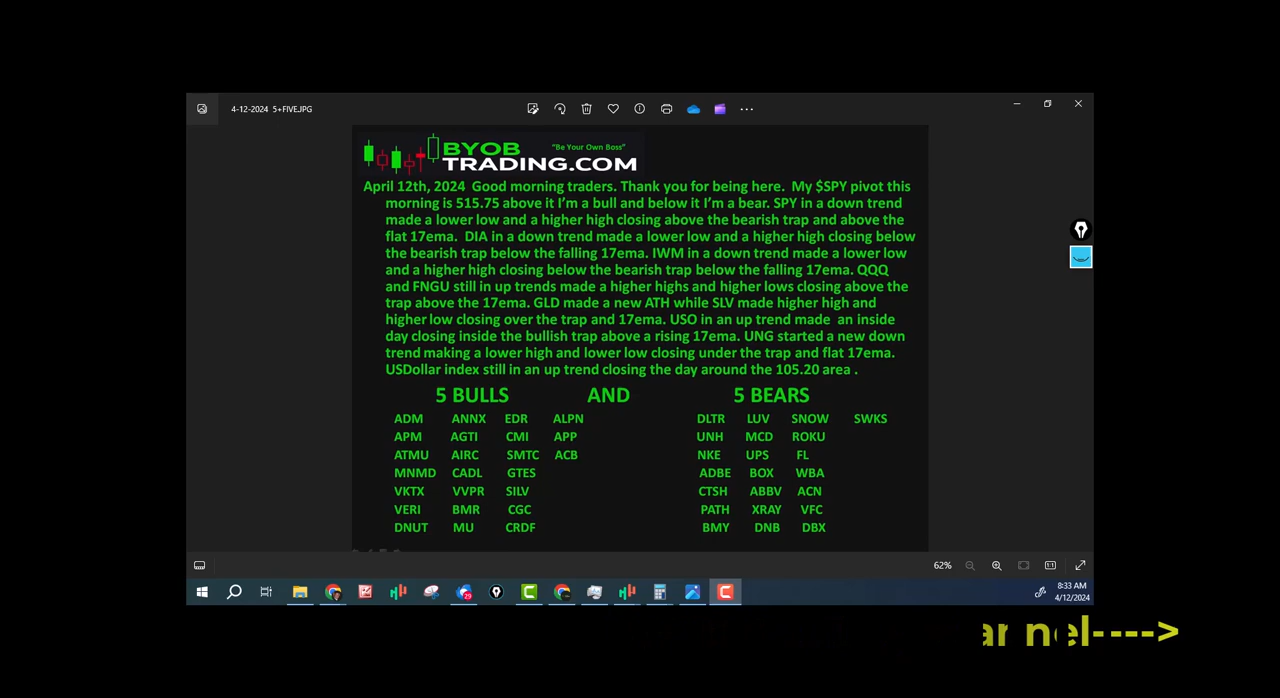 4-12-2024 5+FIVE.JPG
BYOB "Be Your Own Boss"
TRADING.COM
April 12th, 2024 Good morning traders. Thank you for being here. My $SPY pivot this
morning is 515.75 above it I'm a bull and below it I'm a bear. SPY in a down trend
made a lower low and a higher high closing above the bearish trap and above the
flat 17ema. DIA in a down trend made a lower low and a higher high closing below
the bearish trap below the falling 17ema. IWM in a down trend made a lower low
and a higher high closing below the bearish trap below the falling 17ema. QQQ
and FNGU still in up trends made a higher highs and higher lows closing above the
trap above the 17ema. GLD made a new ATH while SLV made higher high and
higher low closing over the trap and 17ema. USO in an up trend made an inside
day closing inside the bullish trap above a rising 17ema. UNG started a new down
trend making a lower high and lower low closing under the trap and flat 17ema.
USDollar index still in an up trend closing the day around the 105.20 area .
5 BULLS AND 5 BEARS
ADM ANNX EDR ALPN DLTR LUV SNOW SWKS
APM AGTI CMI APP UNH MCD ROKU
ATMU AIRC SMTC ACB NKE UPS FL
MNMD CADL GTES ADBE BOX WBA
VKTX VVPR SILV CTSH ABBV ACN
VERI BMR CGC PATH XRAY VFC
DNUT MU CRDF BMY DNB DBX
62%
29
8:33 AM
4/12/2024
nel---->